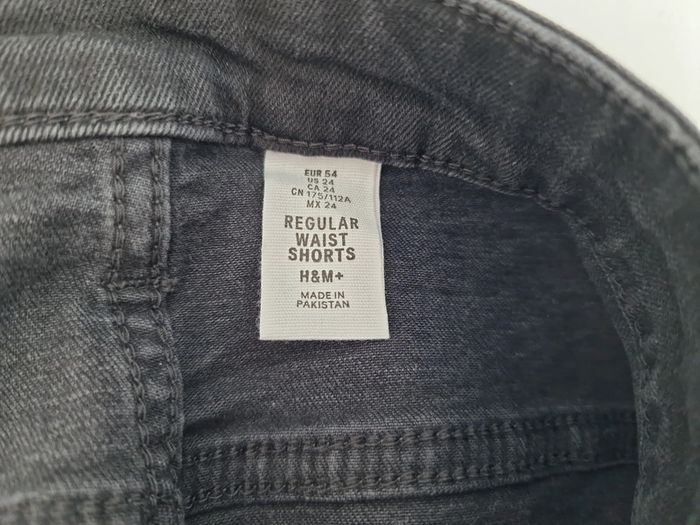 EUR 54
US 24
CA 24
CN 175/112A
MX 24
REGULAR
WAIST
SHORTS
H&M+
MADE IN
PAKISTAN